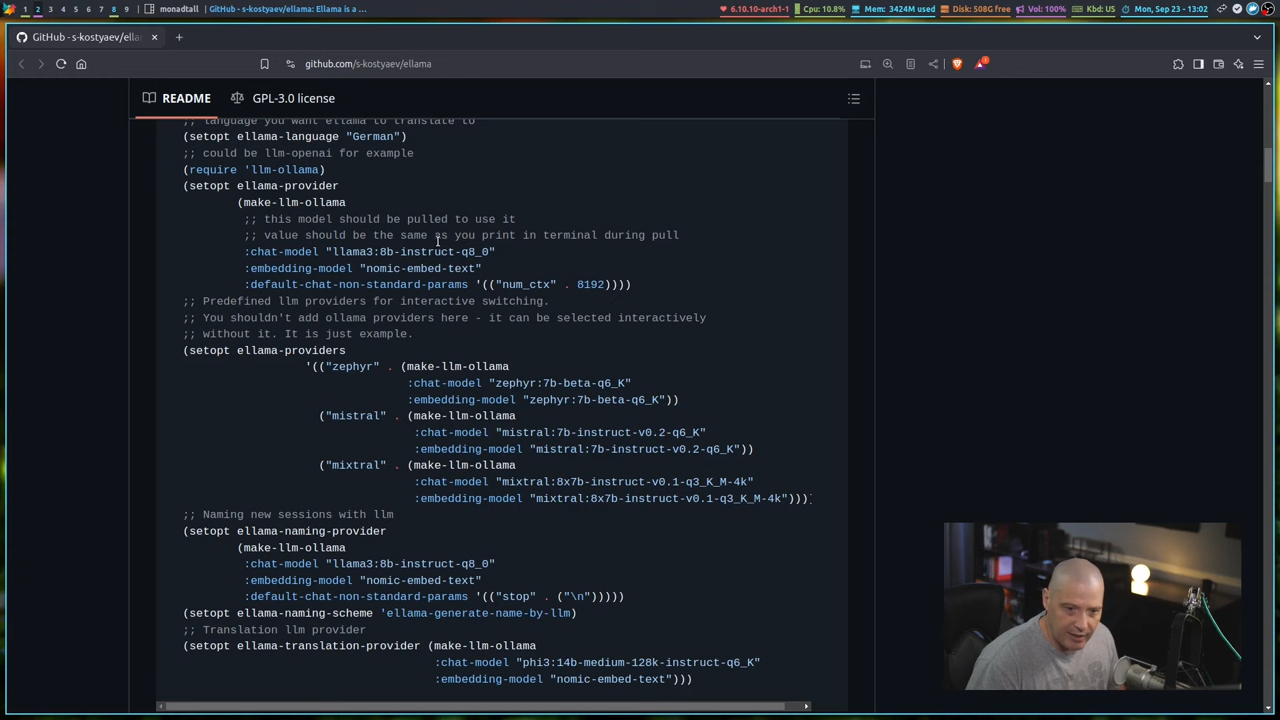 1 2 3 4 5 6 7 8 9 monadtall GitHub - s-kostyaev/ellama: Ellama is a ... 6.10.10-arch1-1 Cpu: 10.8% Mem: 3424M used Disk: 508G free Vol: 100% Kbd: US Mon, Sep 23 - 13:02
GitHub - s-kostyaev/ella
github.com/s-kostyaev/ellama
README GPL-3.0 license
;; language you want ellama to translate to
(setopt ellama-language "German")
;; could be llm-openai for example
(require 'llm-ollama)
(setopt ellama-provider
(make-llm-ollama
;; this model should be pulled to use it
;; value should be the same as you print in terminal during pull
:chat-model "llama3:8b-instruct-q8_0"
:embedding-model "nomic-embed-text"
:default-chat-non-standard-params '(("num_ctx" . 8192))))
;; Predefined llm providers for interactive switching.
;; You shouldn't add ollama providers here - it can be selected interactively
;; without it. It is just example.
(setopt ellama-providers
'(("zephyr" . (make-llm-ollama
:chat-model "zephyr:7b-beta-q6_K"
:embedding-model "zephyr:7b-beta-q6_K"))
("mistral" . (make-llm-ollama
:chat-model "mistral:7b-instruct-v0.2-q6_K"
:embedding-model "mistral:7b-instruct-v0.2-q6_K"))
("mixtral" . (make-llm-ollama
:chat-model "mixtral:8x7b-instruct-v0.1-q3_K_M-4k"
:embedding-model "mixtral:8x7b-instruct-v0.1-q3_K_M-4k"))))
;; Naming new sessions with llm
(setopt ellama-naming-provider
(make-llm-ollama
:chat-model "llama3:8b-instruct-q8_0"
:embedding-model "nomic-embed-text"
:default-chat-non-standard-params '(("stop" . ("\n")))))
(setopt ellama-naming-scheme 'ellama-generate-name-by-llm)
;; Translation llm provider
(setopt ellama-translation-provider (make-llm-ollama
:chat-model "phi3:14b-medium-128k-instruct-q6_K"
:embedding-model "nomic-embed-text")))